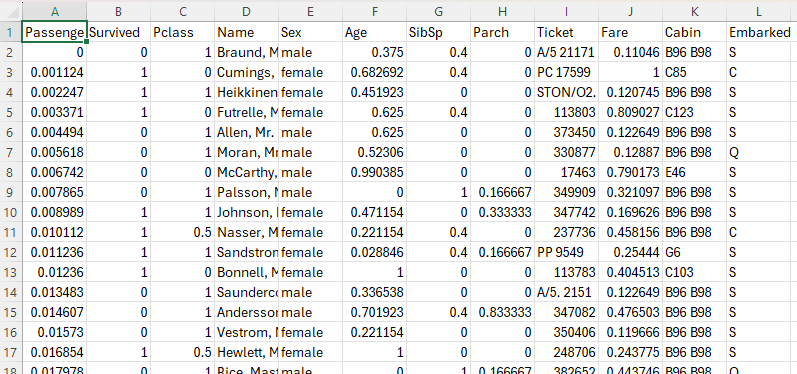 A B C D E F G H I J K L
1 Passenge Survived Pclass Name Sex Age SibSp Parch Ticket Fare Cabin Embarked
2 0 0 1 Braund, M male 0.375 0.4 0 A/5 21171 0.11046 B96 B98 S
3 0.001124 1 0 Cumings, female 0.682692 0.4 0 PC 17599 1 C85 C
4 0.002247 1 1 Heikkinen female 0.451923 0 0 STON/O2. 0.120745 B96 B98 S
5 0.003371 1 0 Futrelle, M female 0.625 0.4 0 113803 0.809027 C123 S
6 0.004494 0 1 Allen, Mr. male 0.625 0 0 373450 0.122649 B96 B98 S
7 0.005618 0 1 Moran, Mr male 0.52306 0 0 330877 0.12887 B96 B98 Q
8 0.006742 0 0 McCarthy, male 0.990385 0 0 17463 0.790173 E46 S
9 0.007865 0 1 Palsson, M male 0 1 0.166667 349909 0.321097 B96 B98 S
10 0.008989 1 1 Johnson, female 0.471154 0 0.333333 347742 0.169626 B96 B98 S
11 0.010112 1 0.5 Nasser, M female 0.221154 0.4 0 237736 0.458156 B96 B98 C
12 0.011236 1 1 Sandstron female 0.028846 0.4 0.166667 PP 9549 0.25444 G6 S
13 0.01236 1 0 Bonnell, M female 1 0 0 113783 0.404513 C103 S
14 0.013483 0 1 Saunderco male 0.336538 0 0 A/5. 2151 0.122649 B96 B98 S
15 0.014607 0 1 Andersson male 0.701923 0.4 0.833333 347082 0.476503 B96 B98 S
16 0.01573 0 1 Vestrom, female 0.221154 0 0 350406 0.119666 B96 B98 S
17 0.016854 1 0.5 Hewlett, M female 1 0 0 248706 0.243775 B96 B98 S
18 0.017978 0 1 Rice, Mast male 0 1 0.166667 382652 0.443746 B96 B98 Q